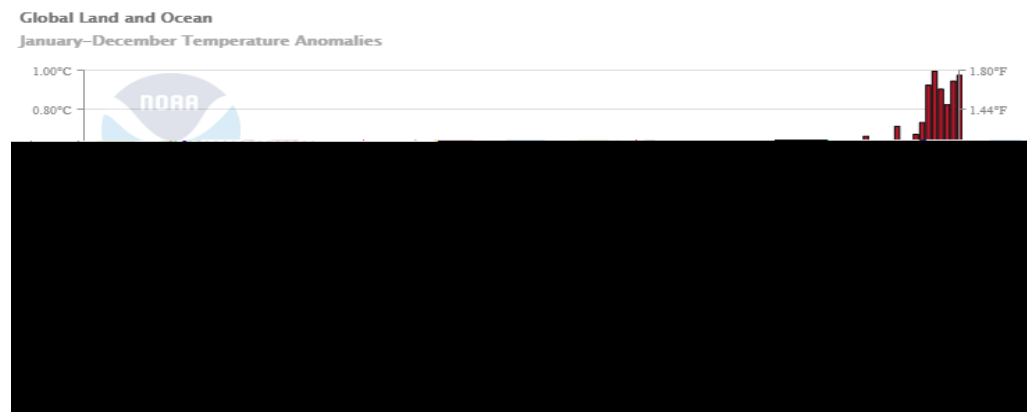 Global Land and Ocean
January–December Temperature Anomalies
1.00°C
1.80°F
NOAA
0.80°C
1.44°F